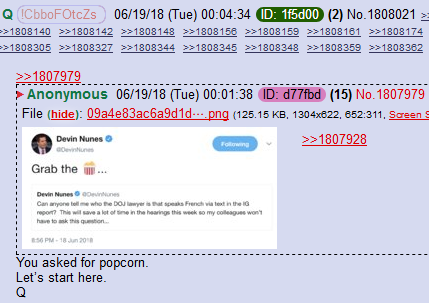 Q !CbboFOtcZs 06/19/18 (Tue) 00:04:34 ID: 1f5d00 (2) No.1808021 >>
>>1808140 >>1808142 >>1808148 >>1808156 >>1808159 >>1808161 >>1808174
>>1808305 >>1808327 >>1808344 >>1808345 >>1808348 >>1808359 >>1808362
>>1807979
Anonymous 06/19/18 (Tue) 00:01:38 ID: d77fbd (15) No.1807979
File (hide): 09a4e83ac6a9d1d⋯.png (125.15 KB, 1304x622, 652:311, Screen S
Devin Nunes
@DevinNunes
Following
>>1807928
Grab the 🍿...
Devin Nunes @DevinNunes
Can anyone tell me who the DOJ lawyer is that speaks French via text in the IG
report? This will save a lot of time in the hearings this week so my colleagues won't
have to ask this question...
8:56 PM - 18 Jun 2018
You asked for popcorn.
Let's start here.
Q